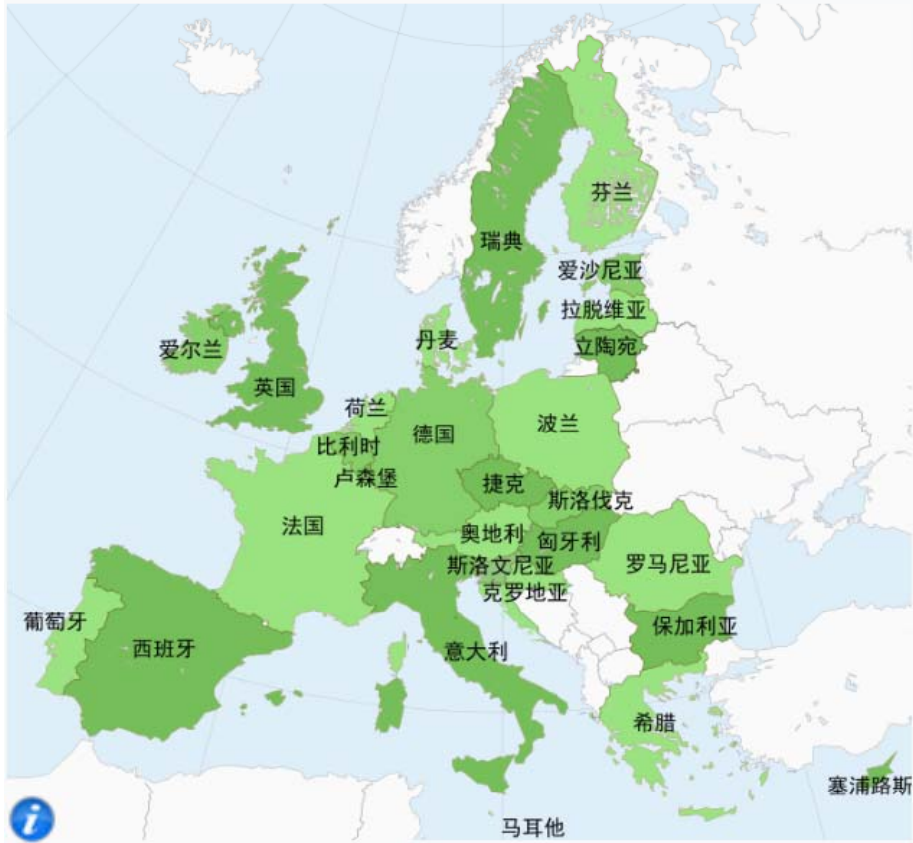 芬兰
瑞典
爱沙尼亚
拉脱维亚
丹麦
立陶宛
爱尔兰
英国
荷兰
波兰
德国
比利时
卢森堡
捷克
斯洛伐克
法国
奥地利
匈牙利
斯洛文尼亚
罗马尼亚
克罗地亚
葡萄牙
保加利亚
西班牙
意大利
希腊
塞浦路斯
马耳他
i